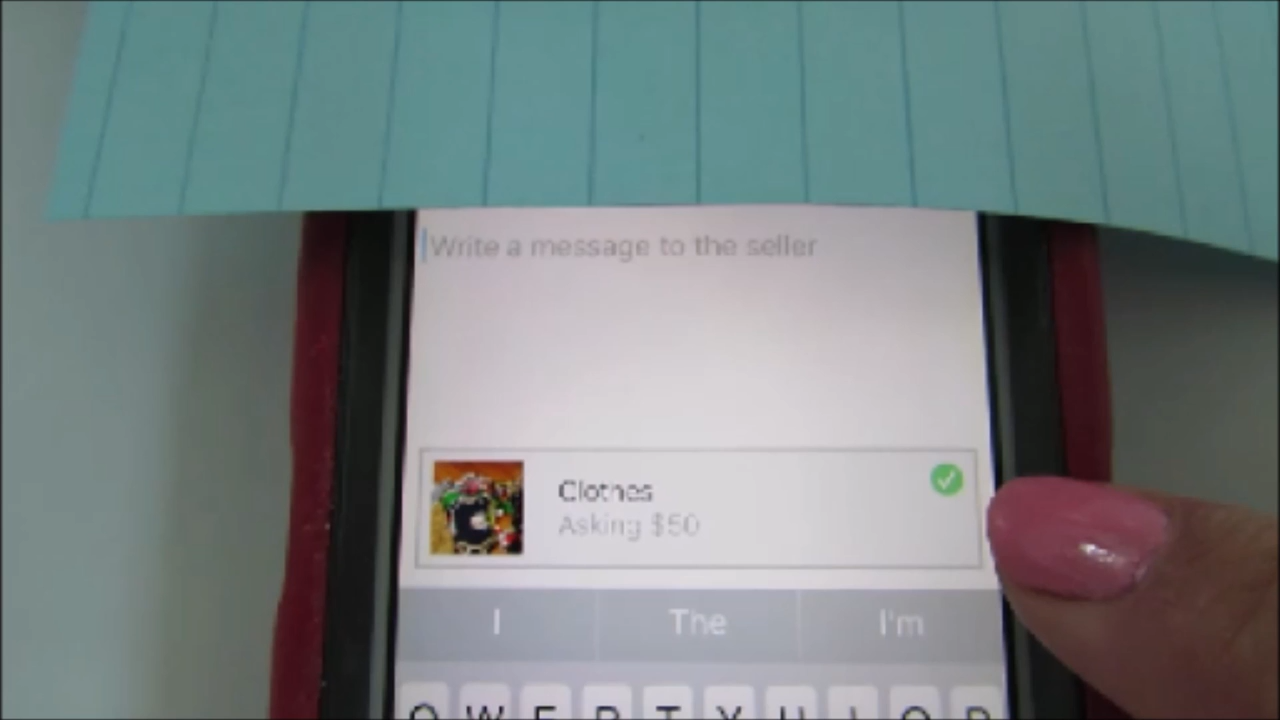 Write a message to the seller
Clothes
Asking $50
I The I'm
Q W E R T Y U I O P